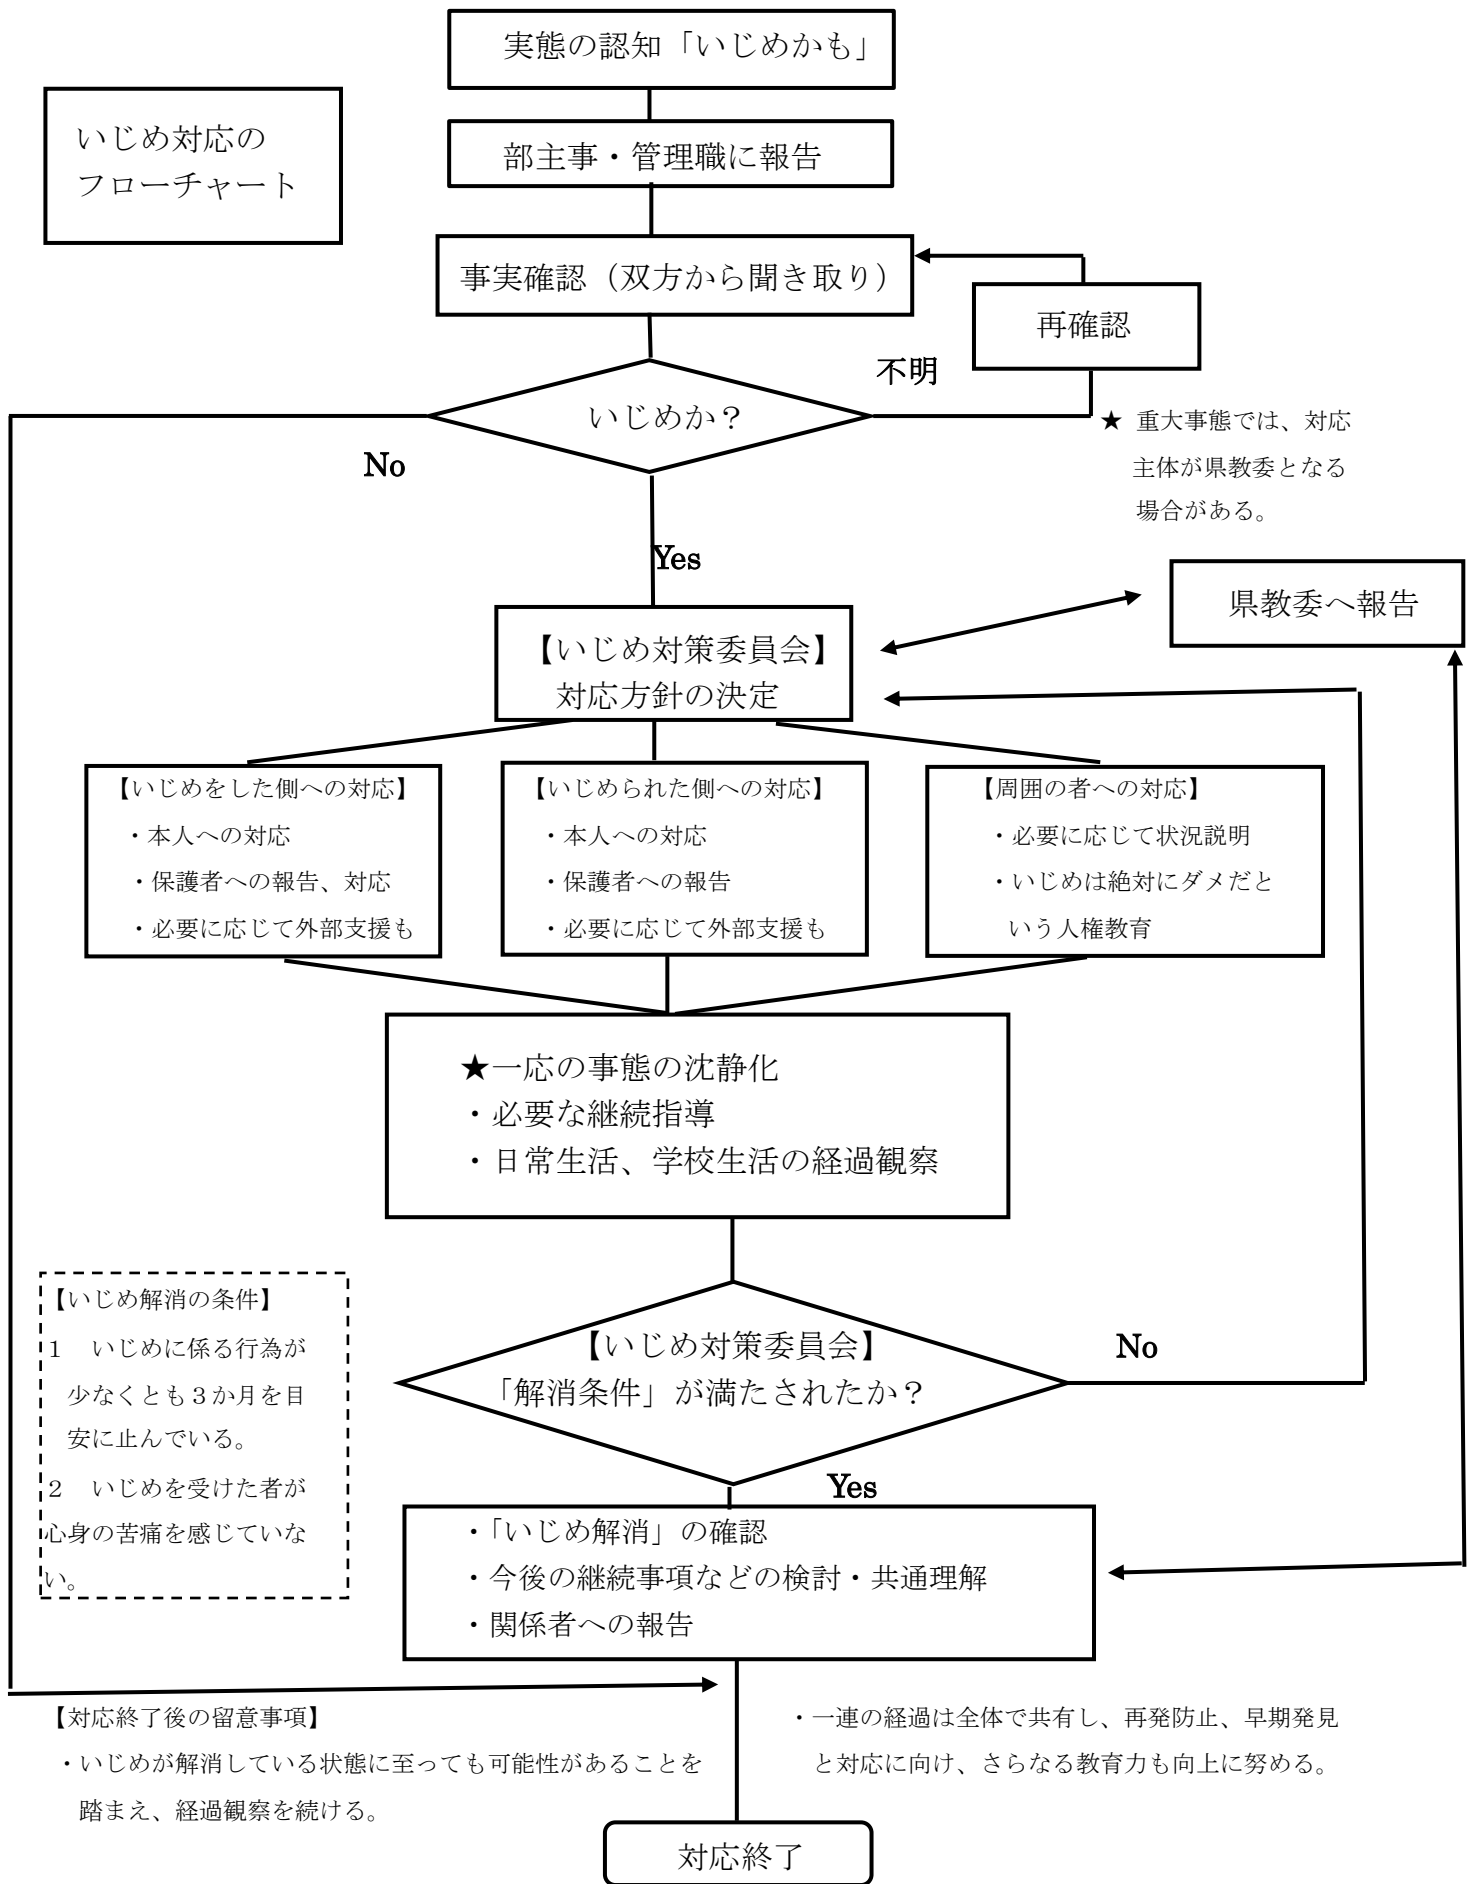 実態の認知「いじめかも」
いじめ対応の
フローチャート
部主事・管理職に報告
事実確認（双方から聞き取り）
再確認
不明
いじめか？
No
★ 重大事態では、対応
主体が県教委となる
場合がある。
Yes
県教委へ報告
【いじめ対策委員会】
対応方針の決定
【いじめをした側への対応】
・本人への対応
・保護者への報告、対応
・必要に応じて外部支援も
【いじめられた側への対応】
・本人への対応
・保護者への報告
・必要に応じて外部支援も
【周囲の者への対応】
・必要に応じて状況説明
・いじめは絶対にダメだと
いう人権教育
★一応の事態の沈静化
・必要な継続指導
・日常生活、学校生活の経過観察
【いじめ解消の条件】
１　いじめに係る行為が
少なくとも３か月を目
安に止んでいる。
２　いじめを受けた者が
心身の苦痛を感じていな
い。
【いじめ対策委員会】
「解消条件」が満たされたか？
No
Yes
・「いじめ解消」の確認
・今後の継続事項などの検討・共通理解
・関係者への報告
【対応終了後の留意事項】
・いじめが解消している状態に至っても可能性があることを
踏まえ、経過観察を続ける。
・一連の経過は全体で共有し、再発防止、早期発見
と対応に向け、さらなる教育力も向上に努める。
対応終了